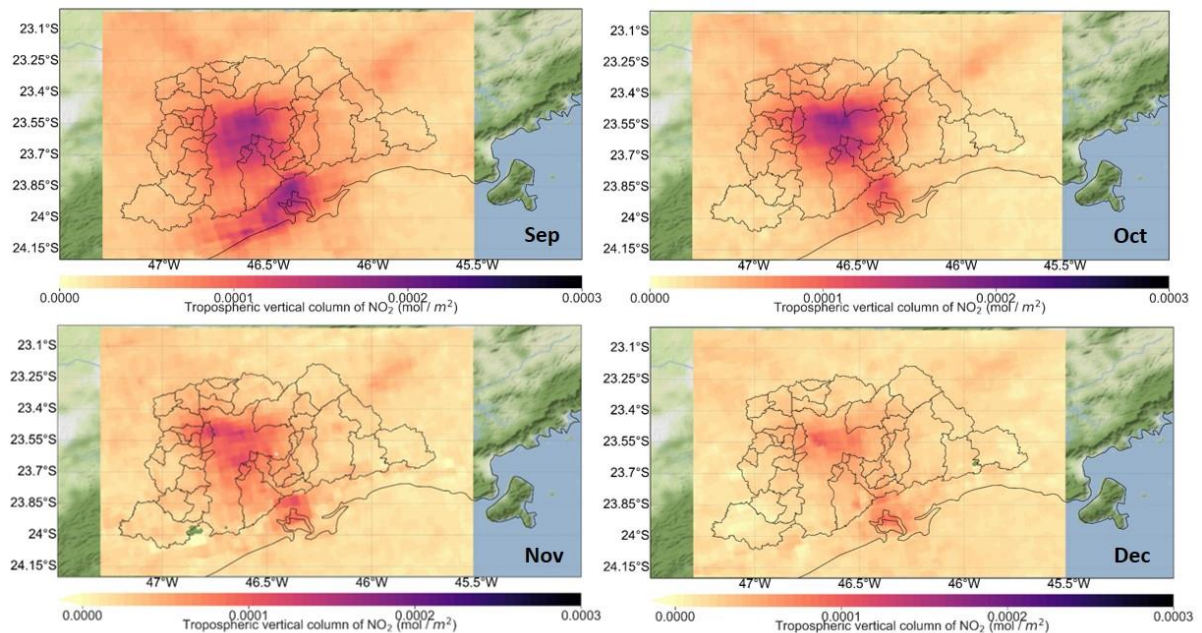 23.1°S
23.25°S
23.4°S
23.55°S
23.7°S
23.85°S
24°S
24.15°S
Sep
47°W 46.5°W 46°W 45.5°W
0.0000 0.0001 0.0002 0.0003
Tropospheric vertical column of NO2 (mol / m²)
23.1°S
23.25°S
23.4°S
23.55°S
23.7°S
23.85°S
24°S
24.15°S
Oct
47°W 46.5°W 46°W 45.5°W
0.0000 0.0001 0.0002 0.0003
Tropospheric vertical column of NO2 (mol / m²)
23.1°S
23.25°S
23.4°S
23.55°S
23.7°S
23.85°S
24°S
24.15°S
Nov
47°W 46.5°W 46°W 45.5°W
0.0000 0.0001 0.0002 0.0003
Tropospheric vertical column of NO2 (mol / m²)
23.1°S
23.25°S
23.4°S
23.55°S
23.7°S
23.85°S
24°S
24.15°S
Dec
47°W 46.5°W 46°W 45.5°W
0.0000 0.0001 0.0002 0.0003
Tropospheric vertical column of NO2 (mol / m²)